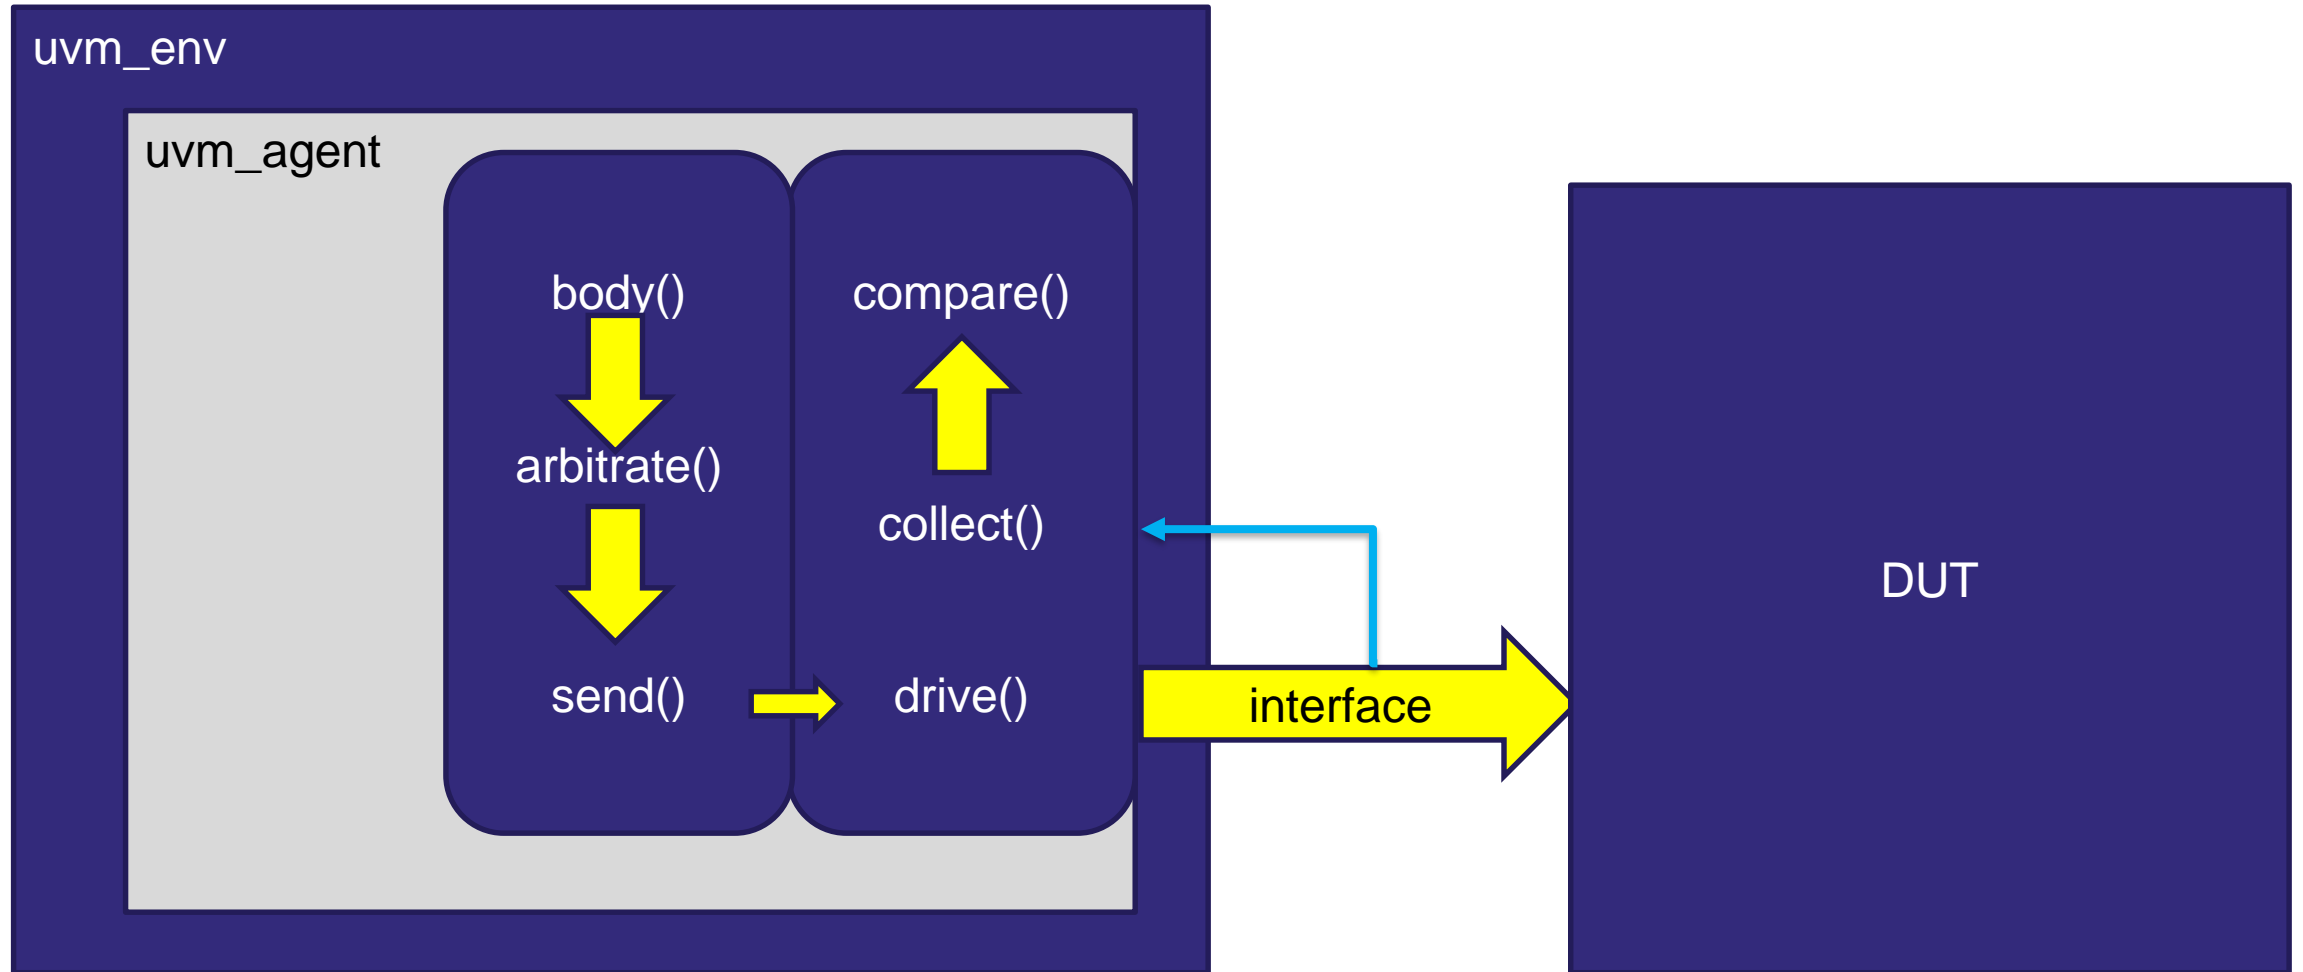 uvm_env
uvm_agent
body()
arbitrate()
send()
compare()
collect()
drive()
interface
DUT